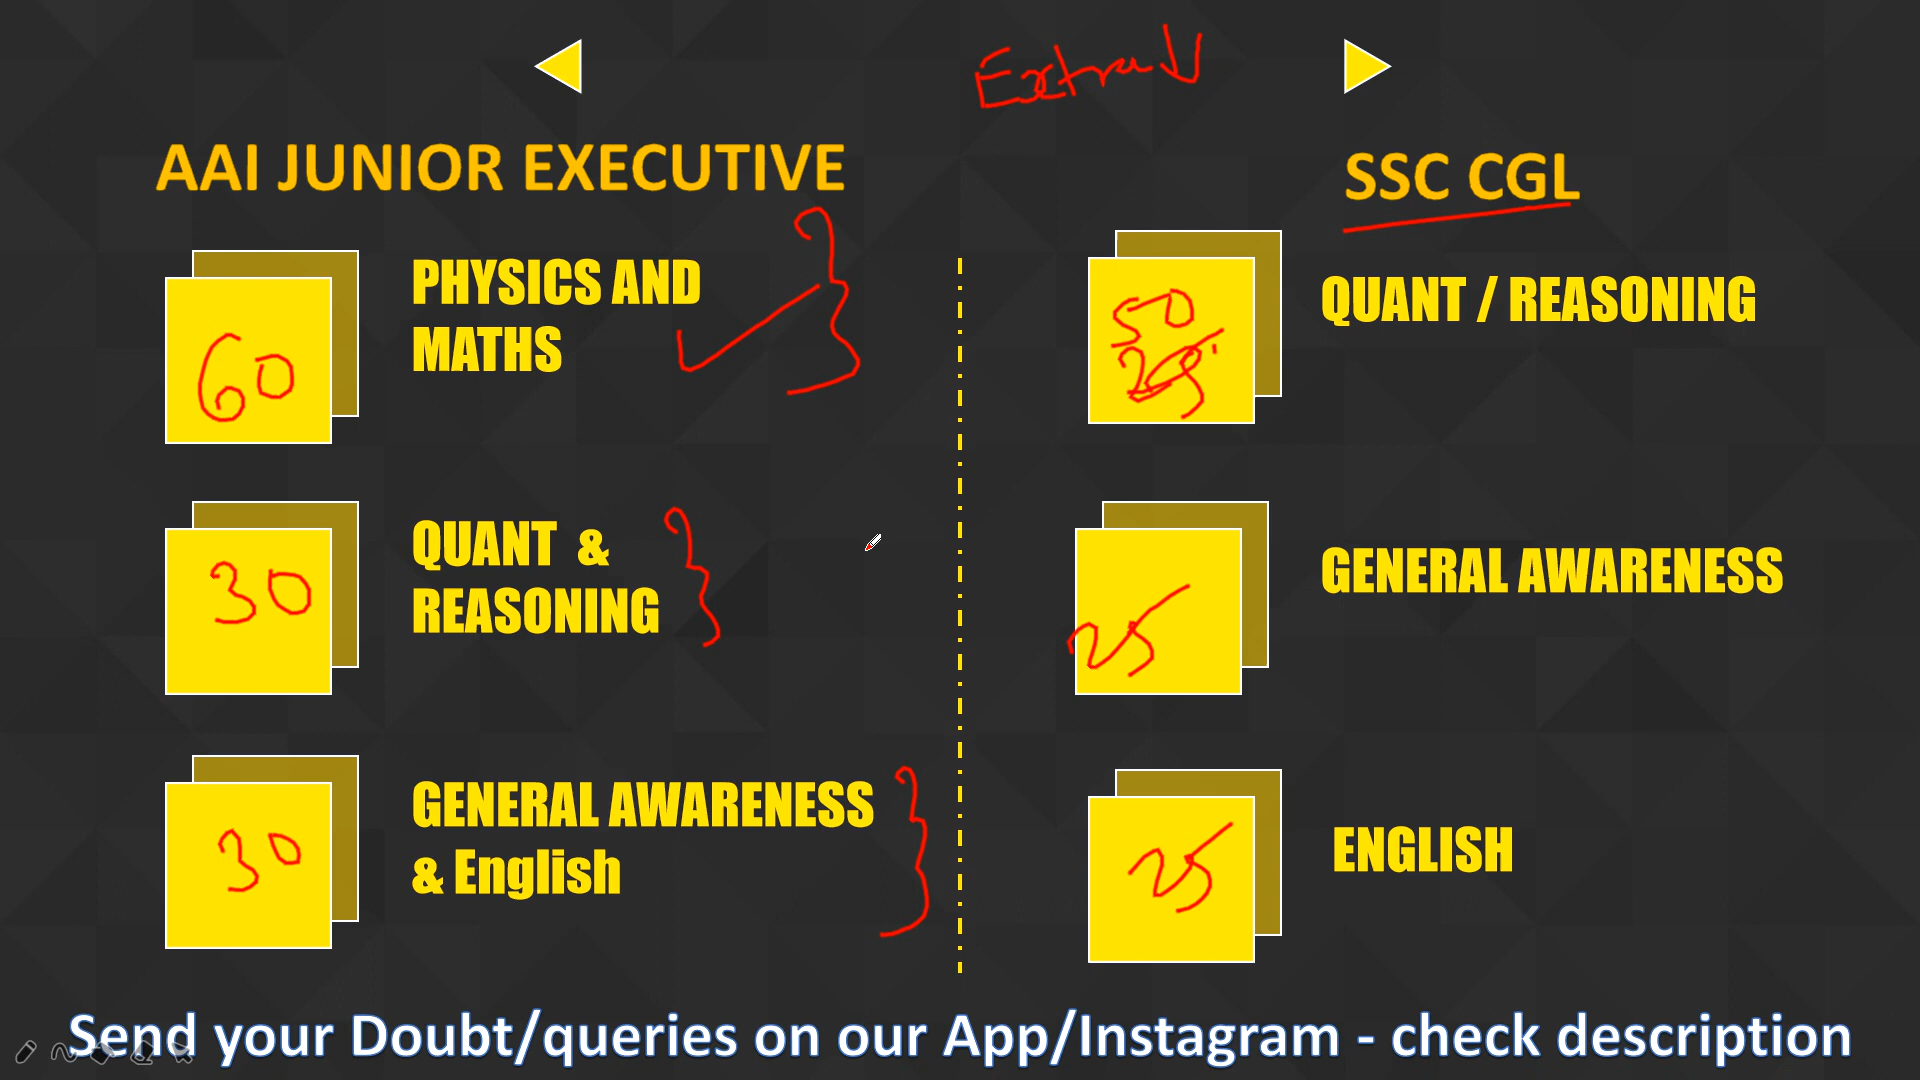 Extra
AAI JUNIOR EXECUTIVE
60
PHYSICS AND
MATHS
30
QUANT &
REASONING
30
GENERAL AWARENESS
& English
SSC CGL
50
25
QUANT / REASONING
25
GENERAL AWARENESS
25
ENGLISH
Send your Doubt/queries on our App/Instagram - check description